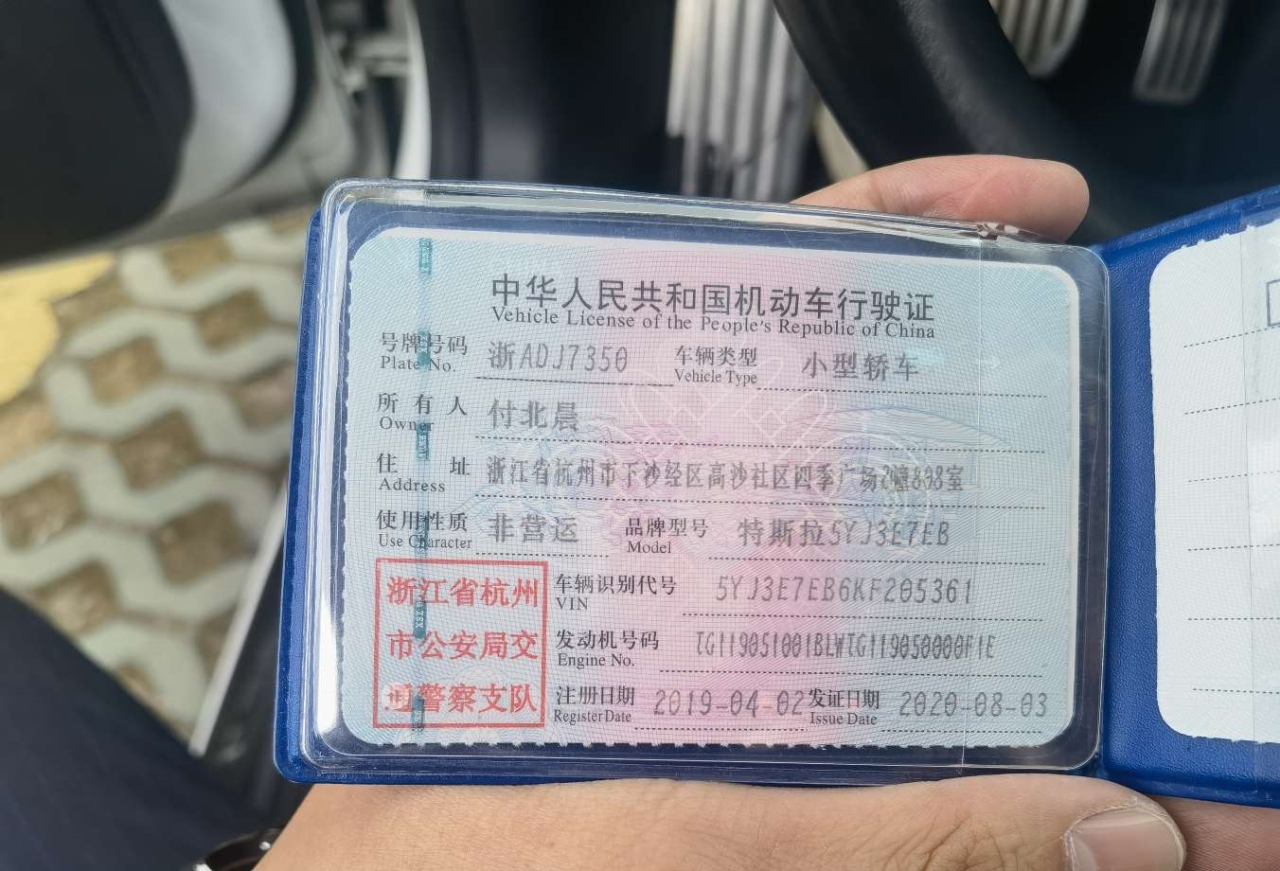 中华人民共和国机动车行驶证
Vehicle License of the People's Republic of China
号牌号码 浙ADJ7350 车辆类型 小型轿车
Plate No. Vehicle Type
所有人 付北晨
Owner
住址 浙江省杭州市下沙经区高沙社区四季广场2幢808室
Address
使用性质 非营运 品牌型号 特斯拉5YJ3E7EB
Use Character Model
浙江省杭州
市公安局交
通警察支队
车辆识别代号 5YJ3E7EB6KF205361
VIN
发动机号码 TG119051001BLWTG119050000F1E
Engine No.
注册日期 2019-04-02 发证日期 2020-08-03
Register Date Issue Date